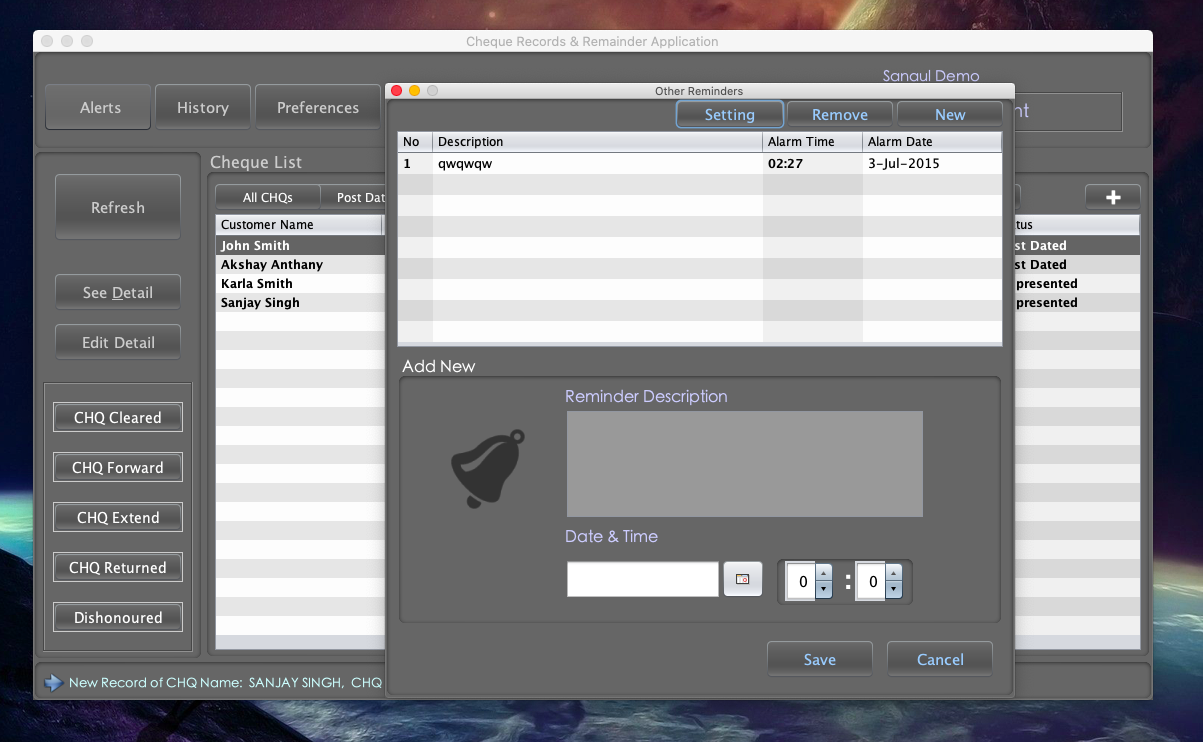 Cheque Records & Remainder Application
Sanaul Demo
Alerts
History
Preferences
Refresh
See Detail
Edit Detail
CHQ Cleared
CHQ Forward
CHQ Extend
CHQ Returned
Dishonoured
Cheque List
All CHQs
Post Dat
Customer Name
John Smith
Akshay Anthany
Karla Smith
Sanjay Singh
Other Reminders
Setting
Remove
New
No Description Alarm Time Alarm Date
1 qwqwqw 02:27 3-Jul-2015
Add New
Reminder Description
Date & Time
0 : 0
Save
Cancel
nt
tus
st Dated
st Dated
presented
presented
New Record of CHQ Name: SANJAY SINGH, CHQ